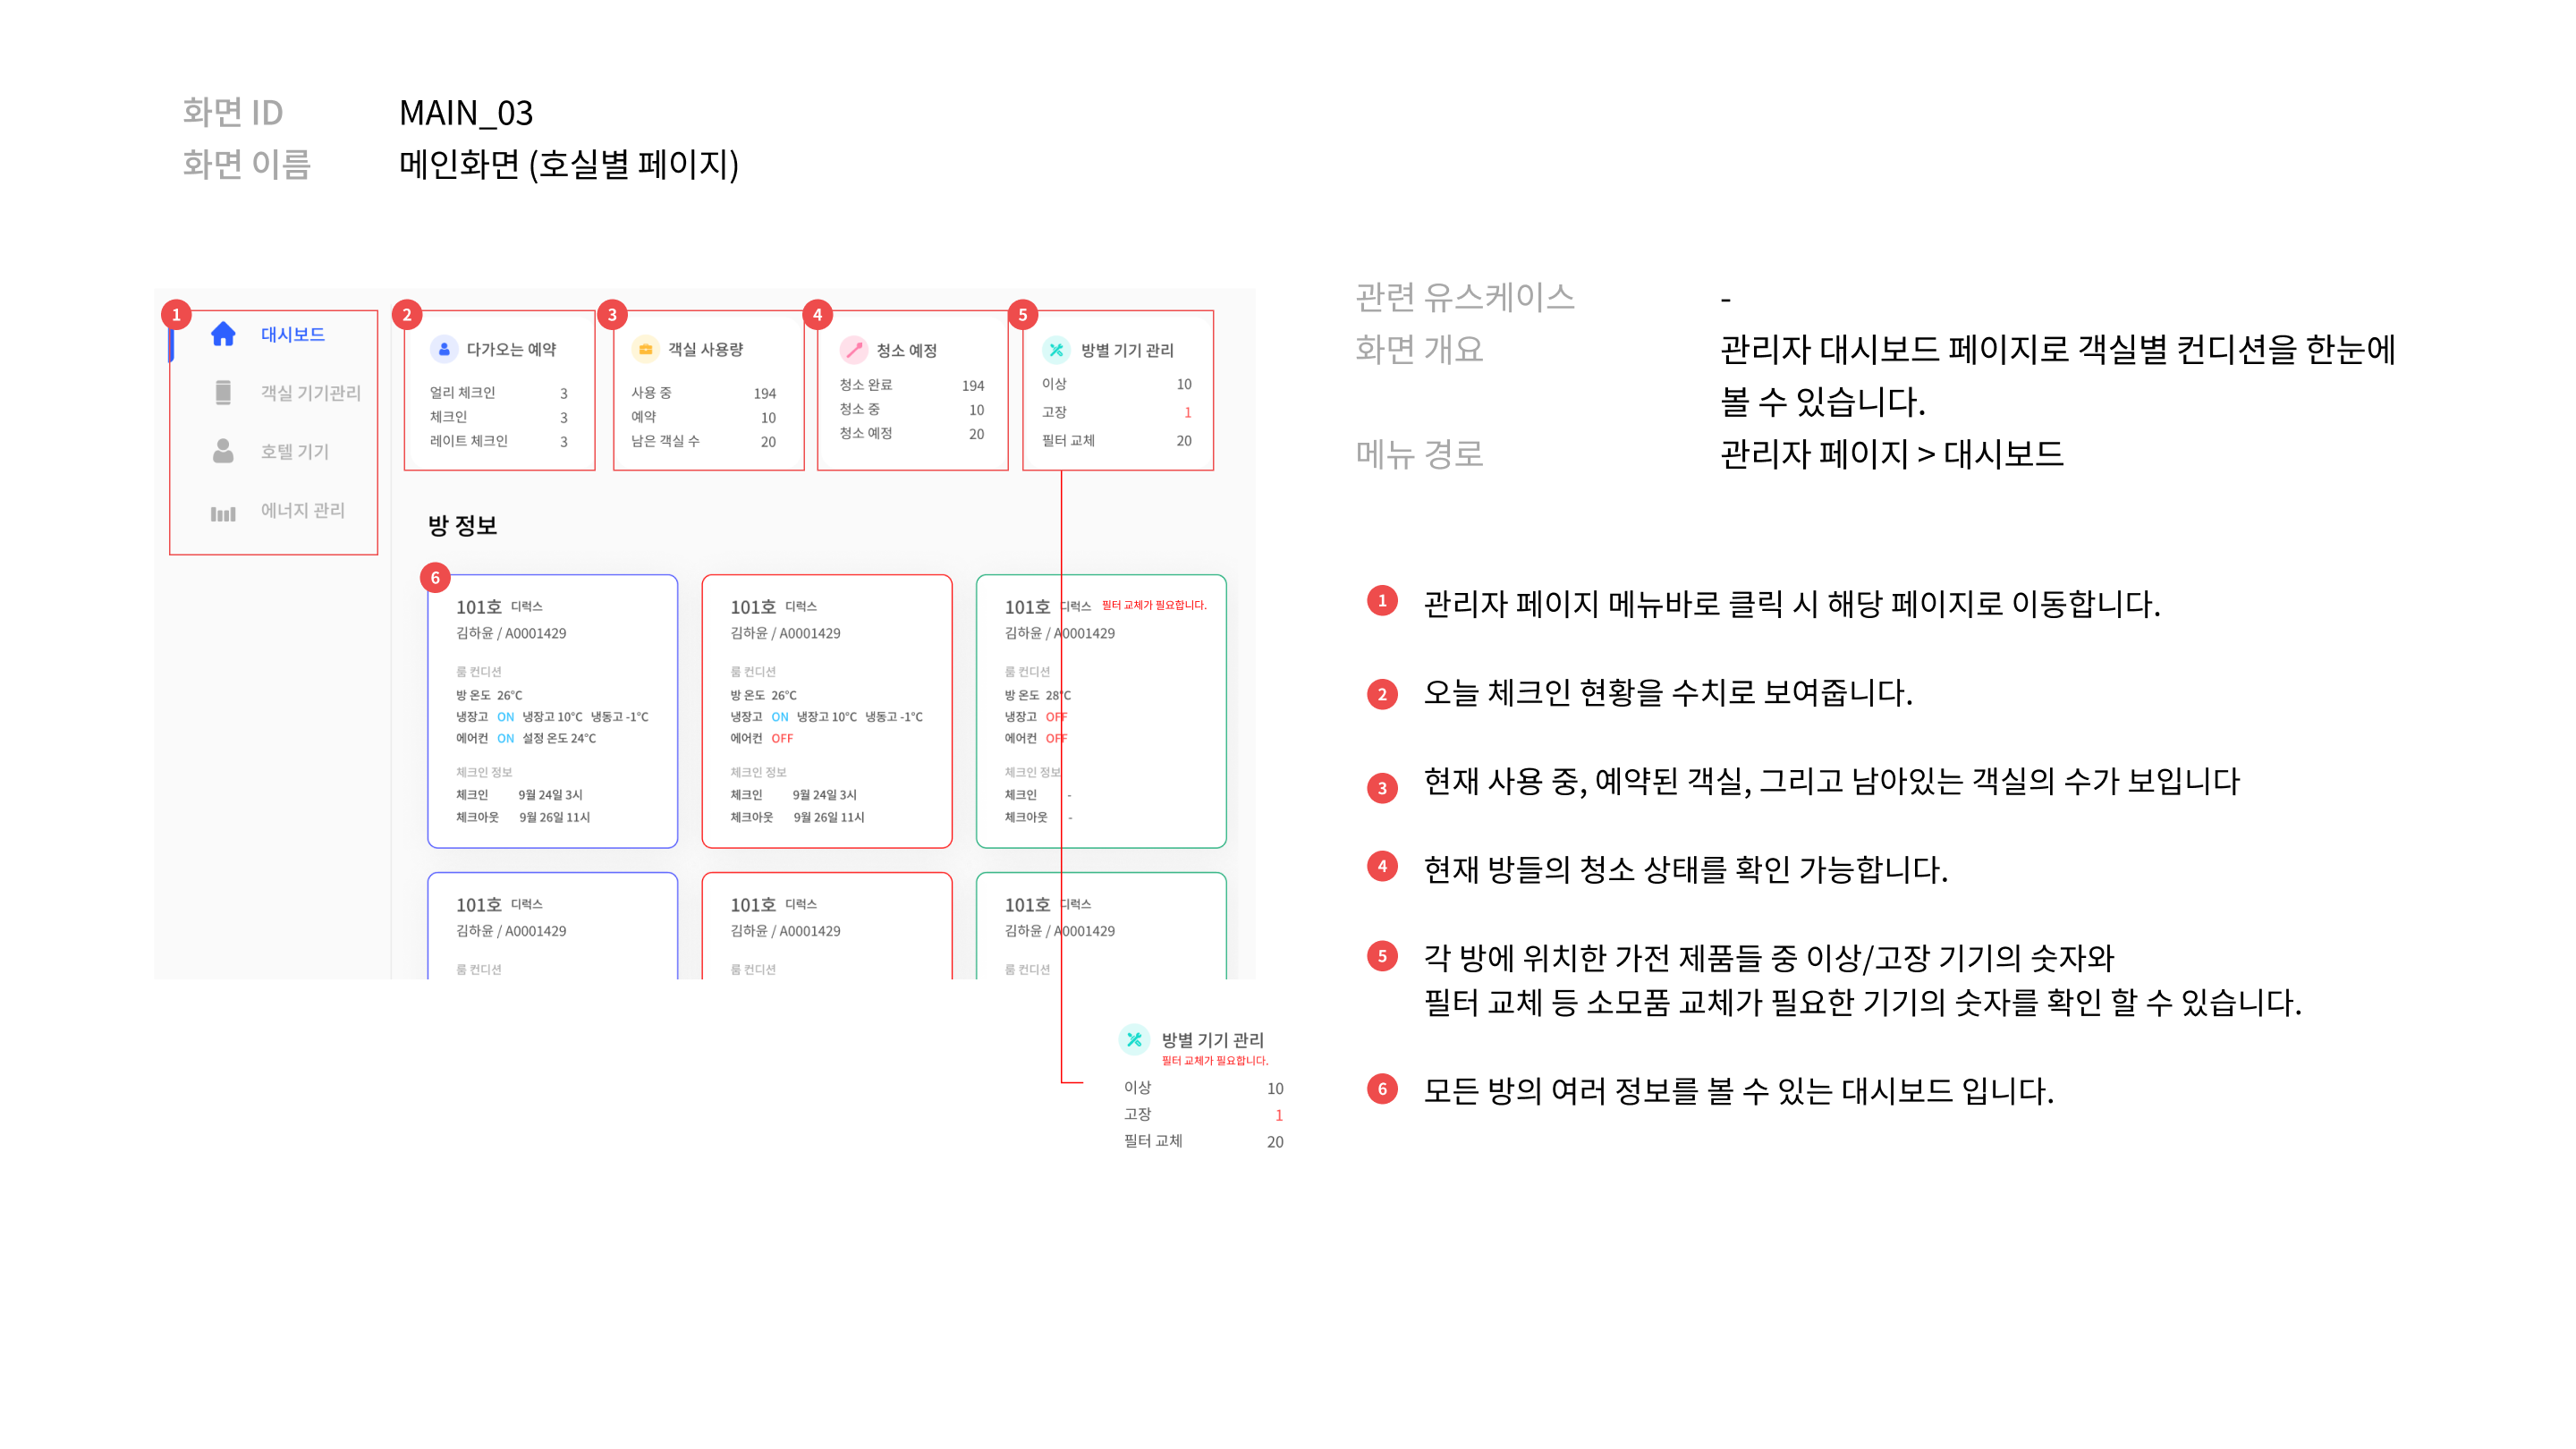 화면 ID MAIN_03
화면 이름 메인화면 (호실별 페이지)
1 대시보드
객실 기기관리
호텔 기기
에너지 관리
2 다가오는 예약
얼리 체크인 3
체크인 3
레이트 체크인 3
3 객실 사용량
사용 중 194
예약 10
남은 객실 수 20
4 청소 예정
청소 완료 194
청소 중 10
청소 예정 20
5 방별 기기 관리
이상 10
고장 1
필터 교체 20
방 정보
6
101호 디럭스
김하윤 / A0001429
룸 컨디션
방 온도 26°C
냉장고 ON 냉장고 10°C 냉동고 -1°C
에어컨 ON 설정 온도 24°C
체크인 정보
체크인 9월 24일 3시
체크아웃 9월 26일 11시
101호 디럭스
김하윤 / A0001429
룸 컨디션
방 온도 26°C
냉장고 ON 냉장고 10°C 냉동고 -1°C
에어컨 OFF
체크인 정보
체크인 9월 24일 3시
체크아웃 9월 26일 11시
101호 디럭스 필터 교체가 필요합니다.
김하윤 / A0001429
룸 컨디션
방 온도 28°C
냉장고 OFF
에어컨 OFF
체크인 정보
체크인 -
체크아웃 -
101호 디럭스
김하윤 / A0001429
룸 컨디션
101호 디럭스
김하윤 / A0001429
룸 컨디션
101호 디럭스
김하윤 / A0001429
룸 컨디션
방별 기기 관리
필터 교체가 필요합니다.
이상 10
고장 1
필터 교체 20
관련 유스케이스 -
화면 개요 관리자 대시보드 페이지로 객실별 컨디션을 한눈에
볼 수 있습니다.
메뉴 경로 관리자 페이지 > 대시보드
1 관리자 페이지 메뉴바로 클릭 시 해당 페이지로 이동합니다.
2 오늘 체크인 현황을 수치로 보여줍니다.
3 현재 사용 중, 예약된 객실, 그리고 남아있는 객실의 수가 보입니다
4 현재 방들의 청소 상태를 확인 가능합니다.
5 각 방에 위치한 가전 제품들 중 이상/고장 기기의 숫자와
필터 교체 등 소모품 교체가 필요한 기기의 숫자를 확인 할 수 있습니다.
6 모든 방의 여러 정보를 볼 수 있는 대시보드 입니다.